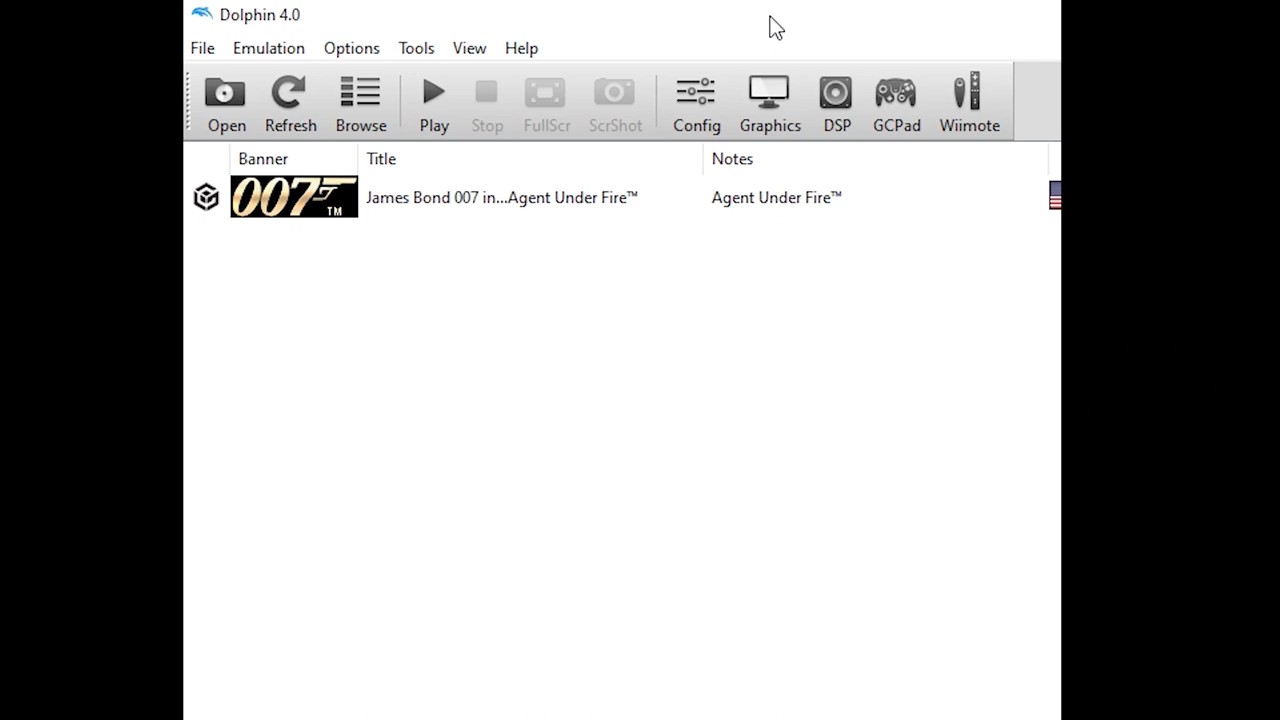 Dolphin 4.0
File Emulation Options Tools View Help
Open Refresh Browse Play Stop FullScr ScrShot Config Graphics DSP GCPad Wiimote
Banner Title Notes
007 TM James Bond 007 in...Agent Under Fire™ Agent Under Fire™